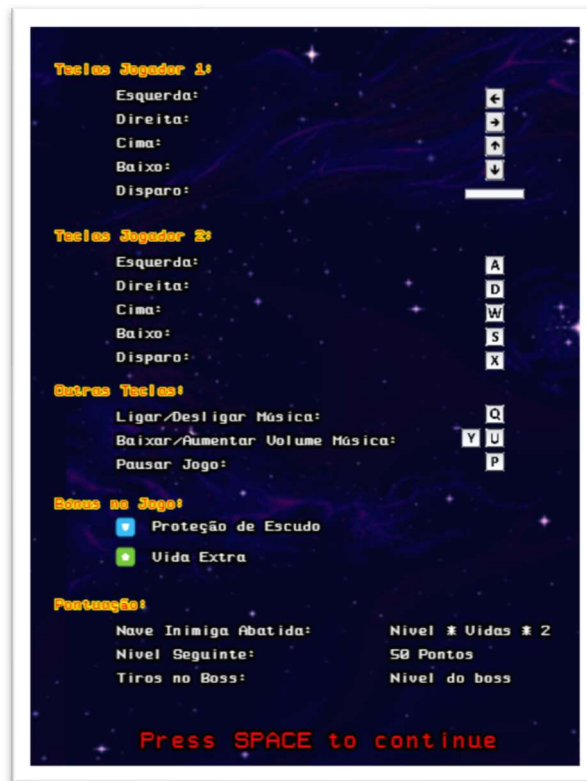 Teclas Jogador 1:
Esquerda: ←
Direita: →
Cima: ↑
Baixo: ↓
Disparo:
Teclas Jogador 2:
Esquerda: A
Direita: D
Cima: W
Baixo: S
Disparo: X
Outras Teclas:
Ligar/Desligar Música: Q
Baixar/Aumentar Volume Música: Y U
Pausar Jogo: P
Bónus no Jogo:
Proteção de Escudo
Vida Extra
Pontuação:
Nave Inimiga Abatida: Nivel * Vidas * 2
Nivel Seguinte: 50 Pontos
Tiros no Boss: Nivel do boss
Press SPACE to continue